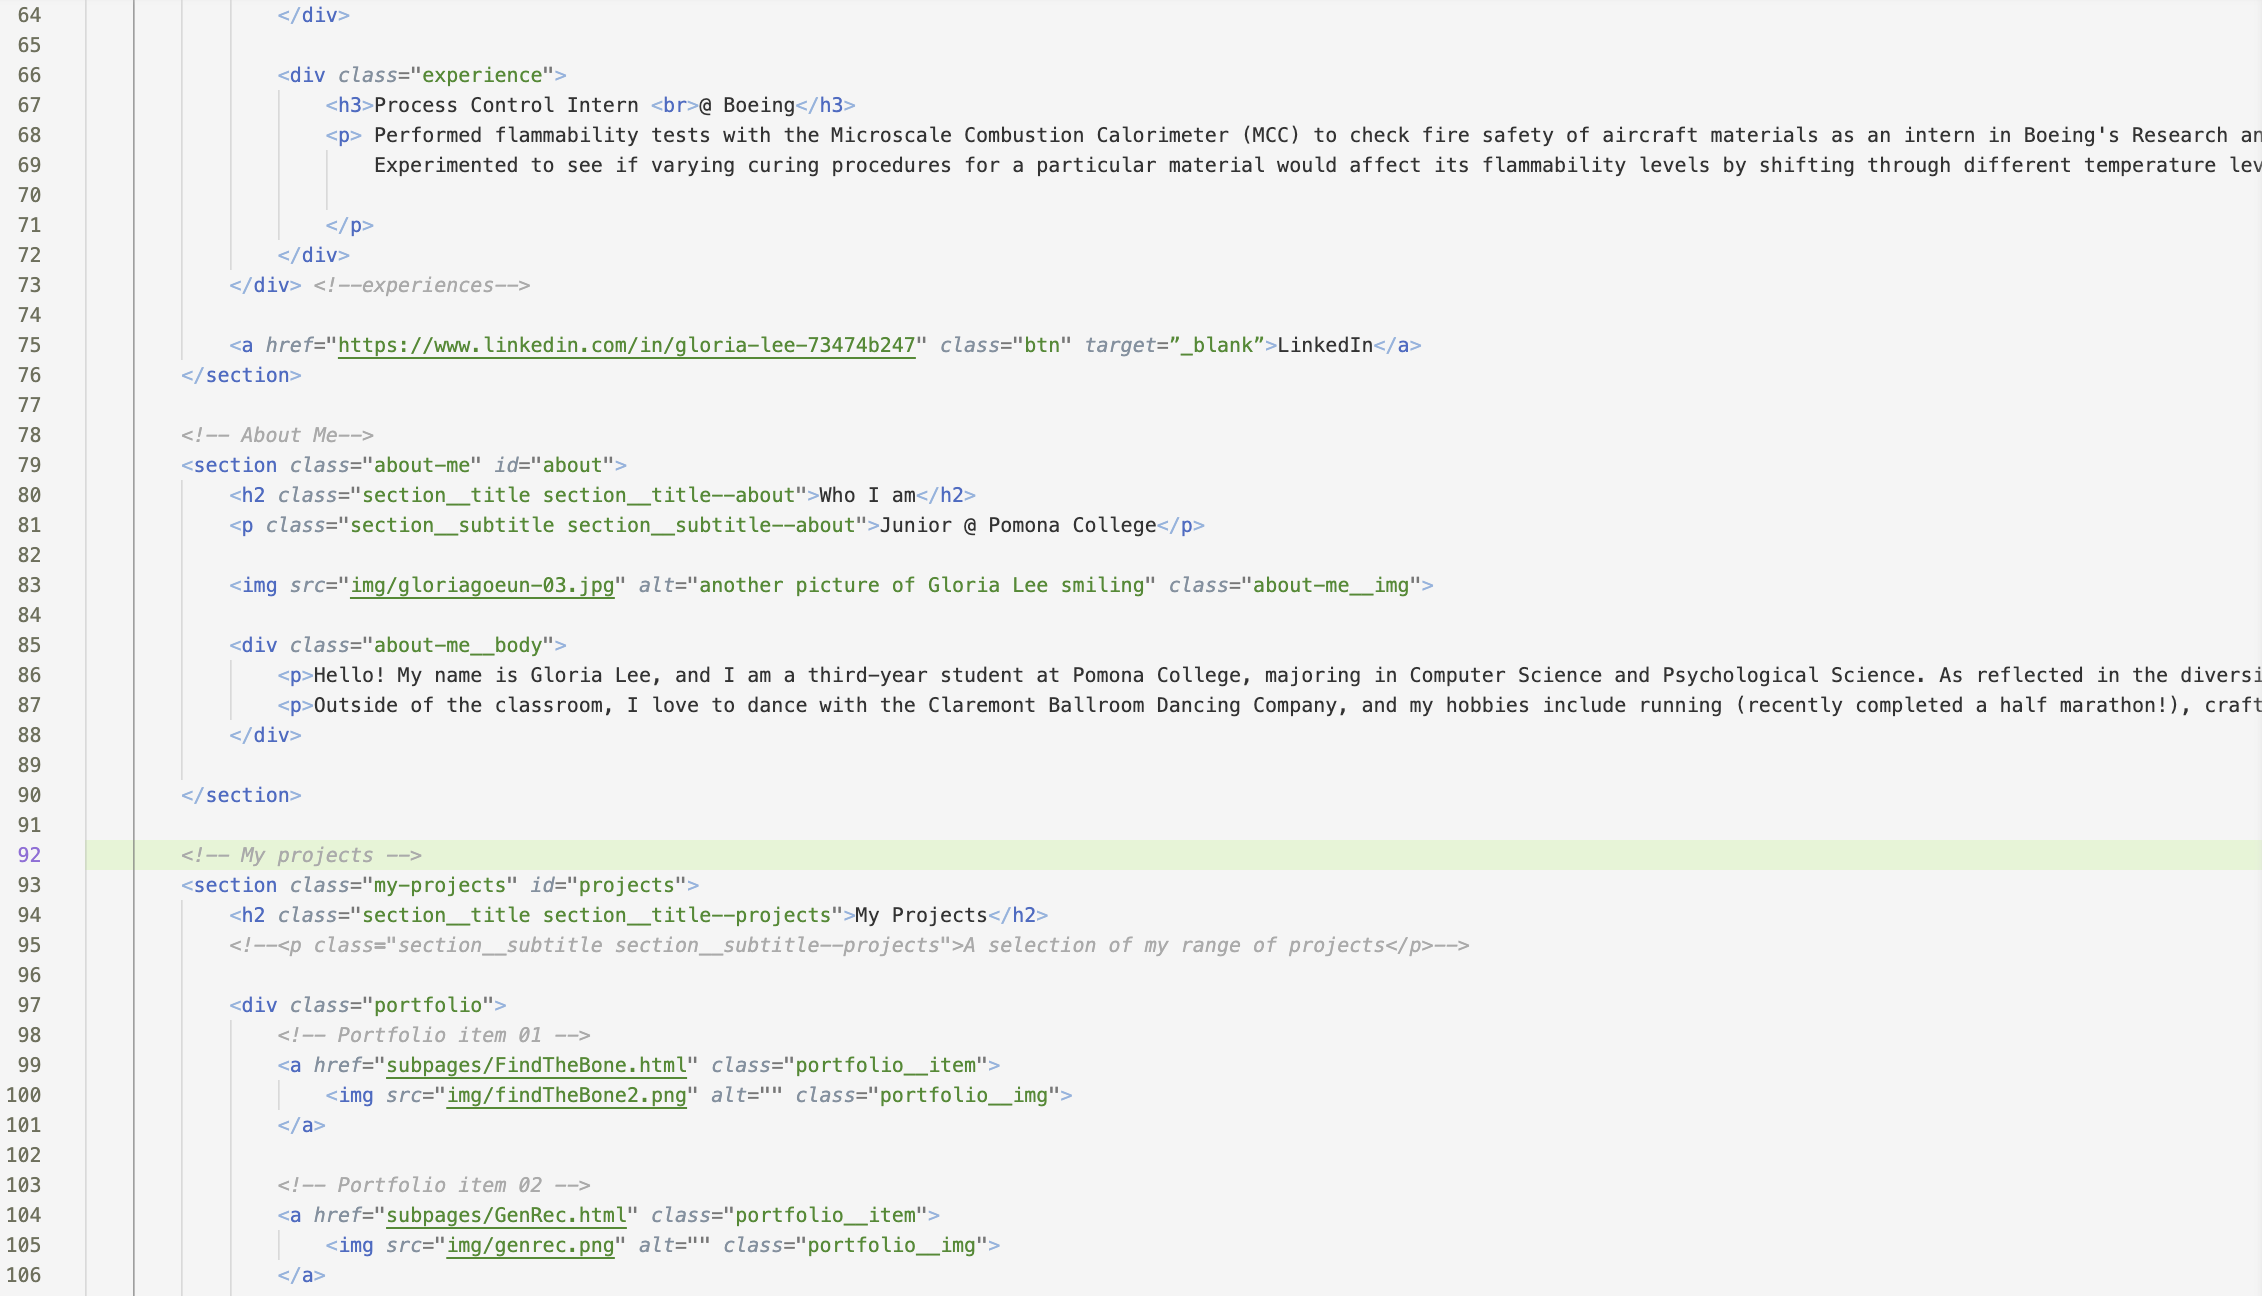 64 </div>
65
66 <div class="experience">
67 <h3>Process Control Intern <br>@ Boeing</h3>
68 <p> Performed flammability tests with the Microscale Combustion Calorimeter (MCC) to check fire safety of aircraft materials as an intern in Boeing's Research
69 Experimented to see if varying curing procedures for a particular material would affect its flammability levels by shifting through different temperature
70
71 </p>
72 </div>
73 </div> <!--experiences-->
74
75 <a href="https://www.linkedin.com/in/gloria-lee-73474b247" class="btn" target=”_blank”>LinkedIn</a>
76 </section>
77
78 <!-- About Me-->
79 <section class="about-me" id="about">
80 <h2 class="section__title section__title--about">Who I am</h2>
81 <p class="section__subtitle section__subtitle--about">Junior @ Pomona College</p>
82
83 <img src="img/gloriagoeun-03.jpg" alt="another picture of Gloria Lee smiling" class="about-me__img">
84
85 <div class="about-me__body">
86 <p>Hello! My name is Gloria Lee, and I am a third-year student at Pomona College, majoring in Computer Science and Psychological Science. As reflected in the
87 <p>Outside of the classroom, I love to dance with the Claremont Ballroom Dancing Company, and my hobbies include running (recently completed a half marathon!),
88 </div>
89
90 </section>
91
92 <!-- My projects -->
93 <section class="my-projects" id="projects">
94 <h2 class="section__title section__title--projects">My Projects</h2>
95 <!--<p class="section__subtitle section__subtitle--projects">A selection of my range of projects</p>-->
96
97 <div class="portfolio">
98 <!-- Portfolio item 01 -->
99 <a href="subpages/FindTheBone.html" class="portfolio__item">
100 <img src="img/findTheBone2.png" alt="" class="portfolio__img">
101 </a>
102
103 <!-- Portfolio item 02 -->
104 <a href="subpages/GenRec.html" class="portfolio__item">
105 <img src="img/genrec.png" alt="" class="portfolio__img">
106 </a>